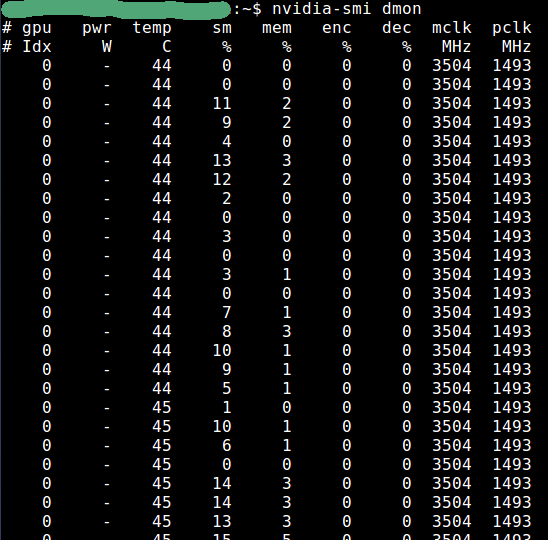 :~$ nvidia-smi dmon
# gpu   pwr  temp    sm   mem   enc   dec  mclk  pclk
# Idx     W     C     %     %     %     %   MHz   MHz
    0     -    44     0     0     0     0  3504  1493
    0     -    44     0     0     0     0  3504  1493
    0     -    44    11     2     0     0  3504  1493
    0     -    44     9     2     0     0  3504  1493
    0     -    44     4     0     0     0  3504  1493
    0     -    44    13     3     0     0  3504  1493
    0     -    44    12     2     0     0  3504  1493
    0     -    44     2     0     0     0  3504  1493
    0     -    44     0     0     0     0  3504  1493
    0     -    44     3     0     0     0  3504  1493
    0     -    44     0     0     0     0  3504  1493
    0     -    44     3     1     0     0  3504  1493
    0     -    44     0     0     0     0  3504  1493
    0     -    44     7     1     0     0  3504  1493
    0     -    44     8     3     0     0  3504  1493
    0     -    44    10     1     0     0  3504  1493
    0     -    44     9     1     0     0  3504  1493
    0     -    44     5     1     0     0  3504  1493
    0     -    45     1     0     0     0  3504  1493
    0     -    45    10     1     0     0  3504  1493
    0     -    45     6     1     0     0  3504  1493
    0     -    45     0     0     0     0  3504  1493
    0     -    45    14     3     0     0  3504  1493
    0     -    45    14     3     0     0  3504  1493
    0     -    45    13     3     0     0  3504  1493
    0     -    45    15     5     0     0  3504  1493